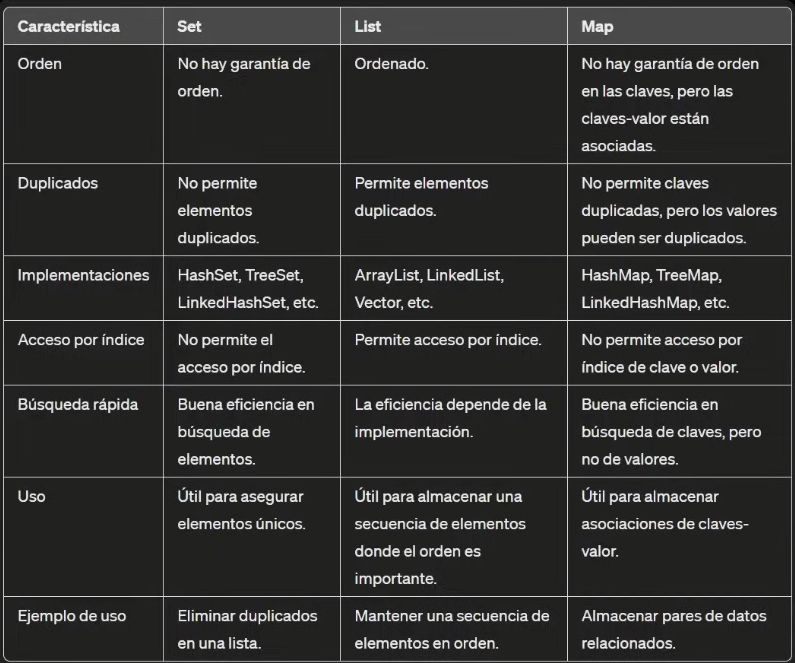 Característica Set List Map
Orden No hay garantía de Ordenado. No hay garantía de orden
orden. en las claves, pero las
claves-valor están
asociadas.
Duplicados No permite Permite elementos No permite claves
elementos duplicados. duplicadas, pero los valores
duplicados. pueden ser duplicados.
Implementaciones HashSet, TreeSet, ArrayList, LinkedList, HashMap, TreeMap,
LinkedHashSet, etc. Vector, etc. LinkedHashMap, etc.
Acceso por índice No permite el Permite acceso por índice. No permite acceso por
acceso por índice. índice de clave o valor.
Búsqueda rápida Buena eficiencia en La eficiencia depende de la Buena eficiencia en
búsqueda de implementación. búsqueda de claves, pero
elementos. no de valores.
Uso Útil para asegurar Útil para almacenar una Útil para almacenar
elementos únicos. secuencia de elementos asociaciones de claves-
donde el orden es valor.
importante.
Ejemplo de uso Eliminar duplicados Mantener una secuencia de Almacenar pares de datos
en una lista. elementos en orden. relacionados.